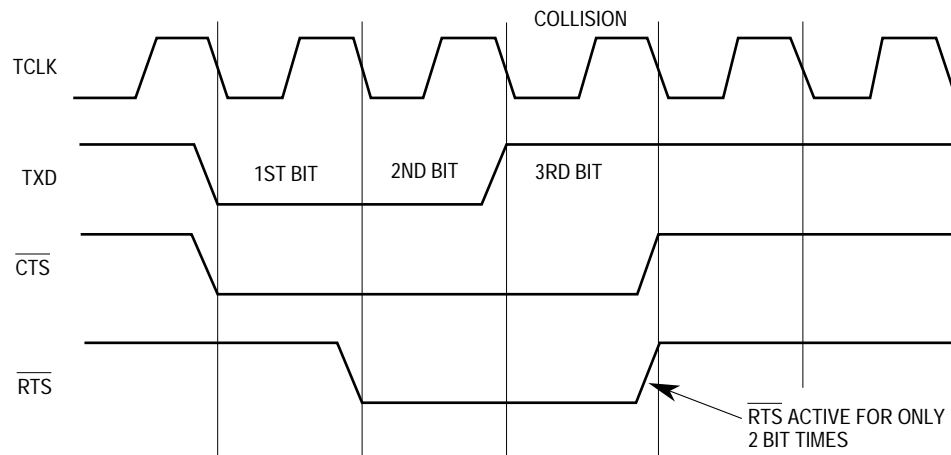 COLLISION
TCLK
TXD
1ST BIT
2ND BIT
3RD BIT
CTS
RTS
RTS ACTIVE FOR ONLY
2 BIT TIMES